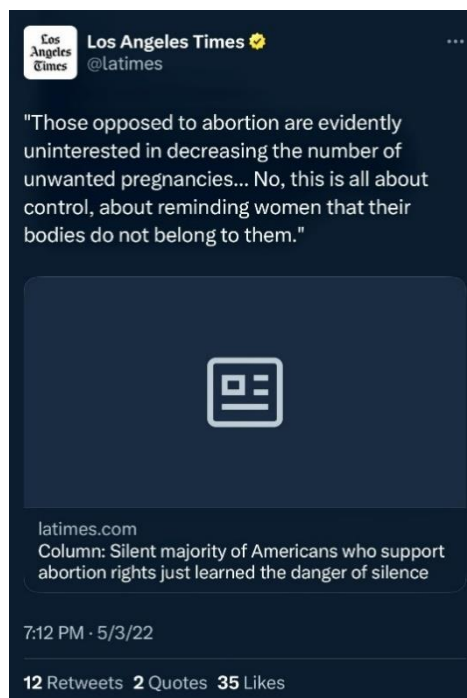 Los
Angeles
Times
Los Angeles Times
@latimes
"Those opposed to abortion are evidently
uninterested in decreasing the number of
unwanted pregnancies... No, this is all about
control, about reminding women that their
bodies do not belong to them."
latimes.com
Column: Silent majority of Americans who support
abortion rights just learned the danger of silence
7:12 PM · 5/3/22
12 Retweets 2 Quotes 35 Likes